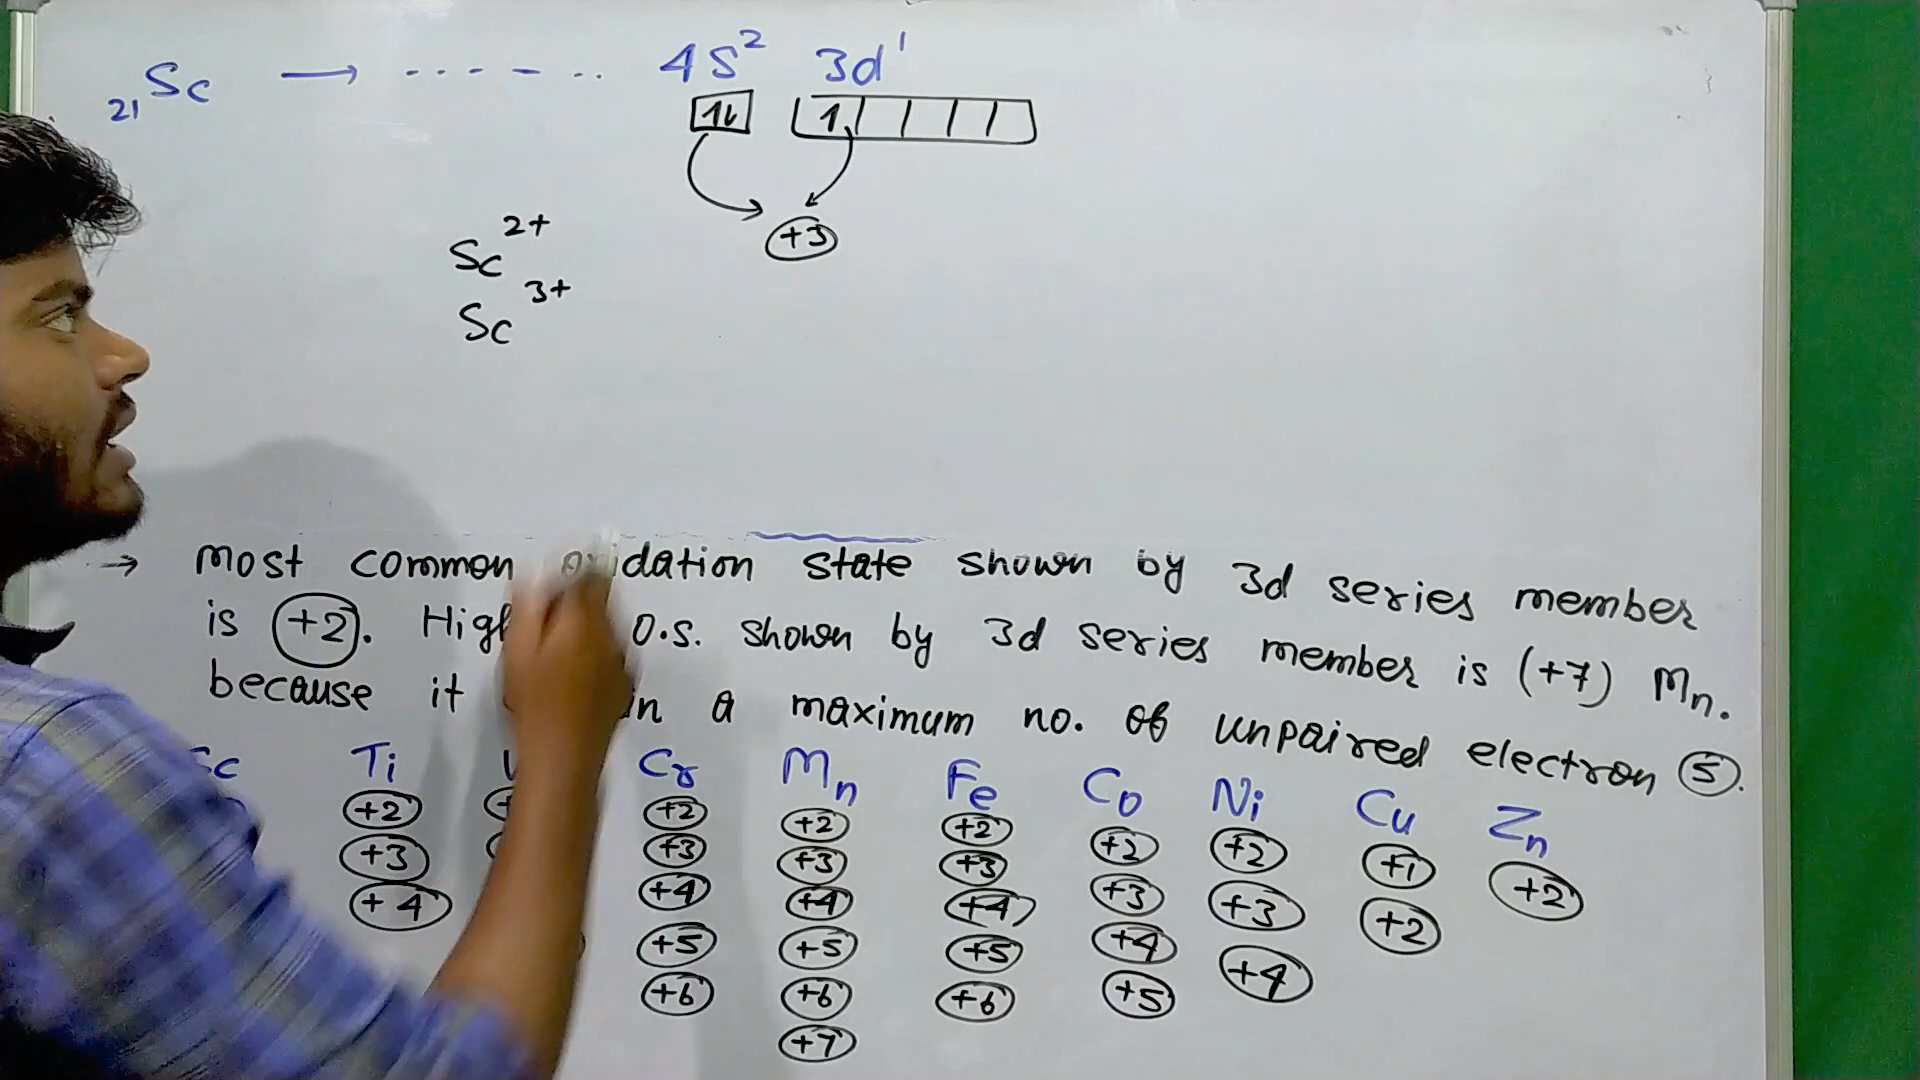 21Sc → ---- .. 4S² 3d¹
1↓ 1
+3
Sc²⁺
Sc³⁺
→ most common oxidation state shown by 3d series member
is +2. High O.S. shown by 3d series member is (+7) Mn.
because it in a maximum no. of unpaired electron 5.
Sc Ti Cr Mn Fe Co Ni Cu Zn
+2 +2 +2 +2 +2 +2 +1 +2
+3 +3 +3 +3 +3 +3 +2
+4 +4 +4 +4 +4 +4
+5 +5 +5 +5
+6 +6 +6
+7